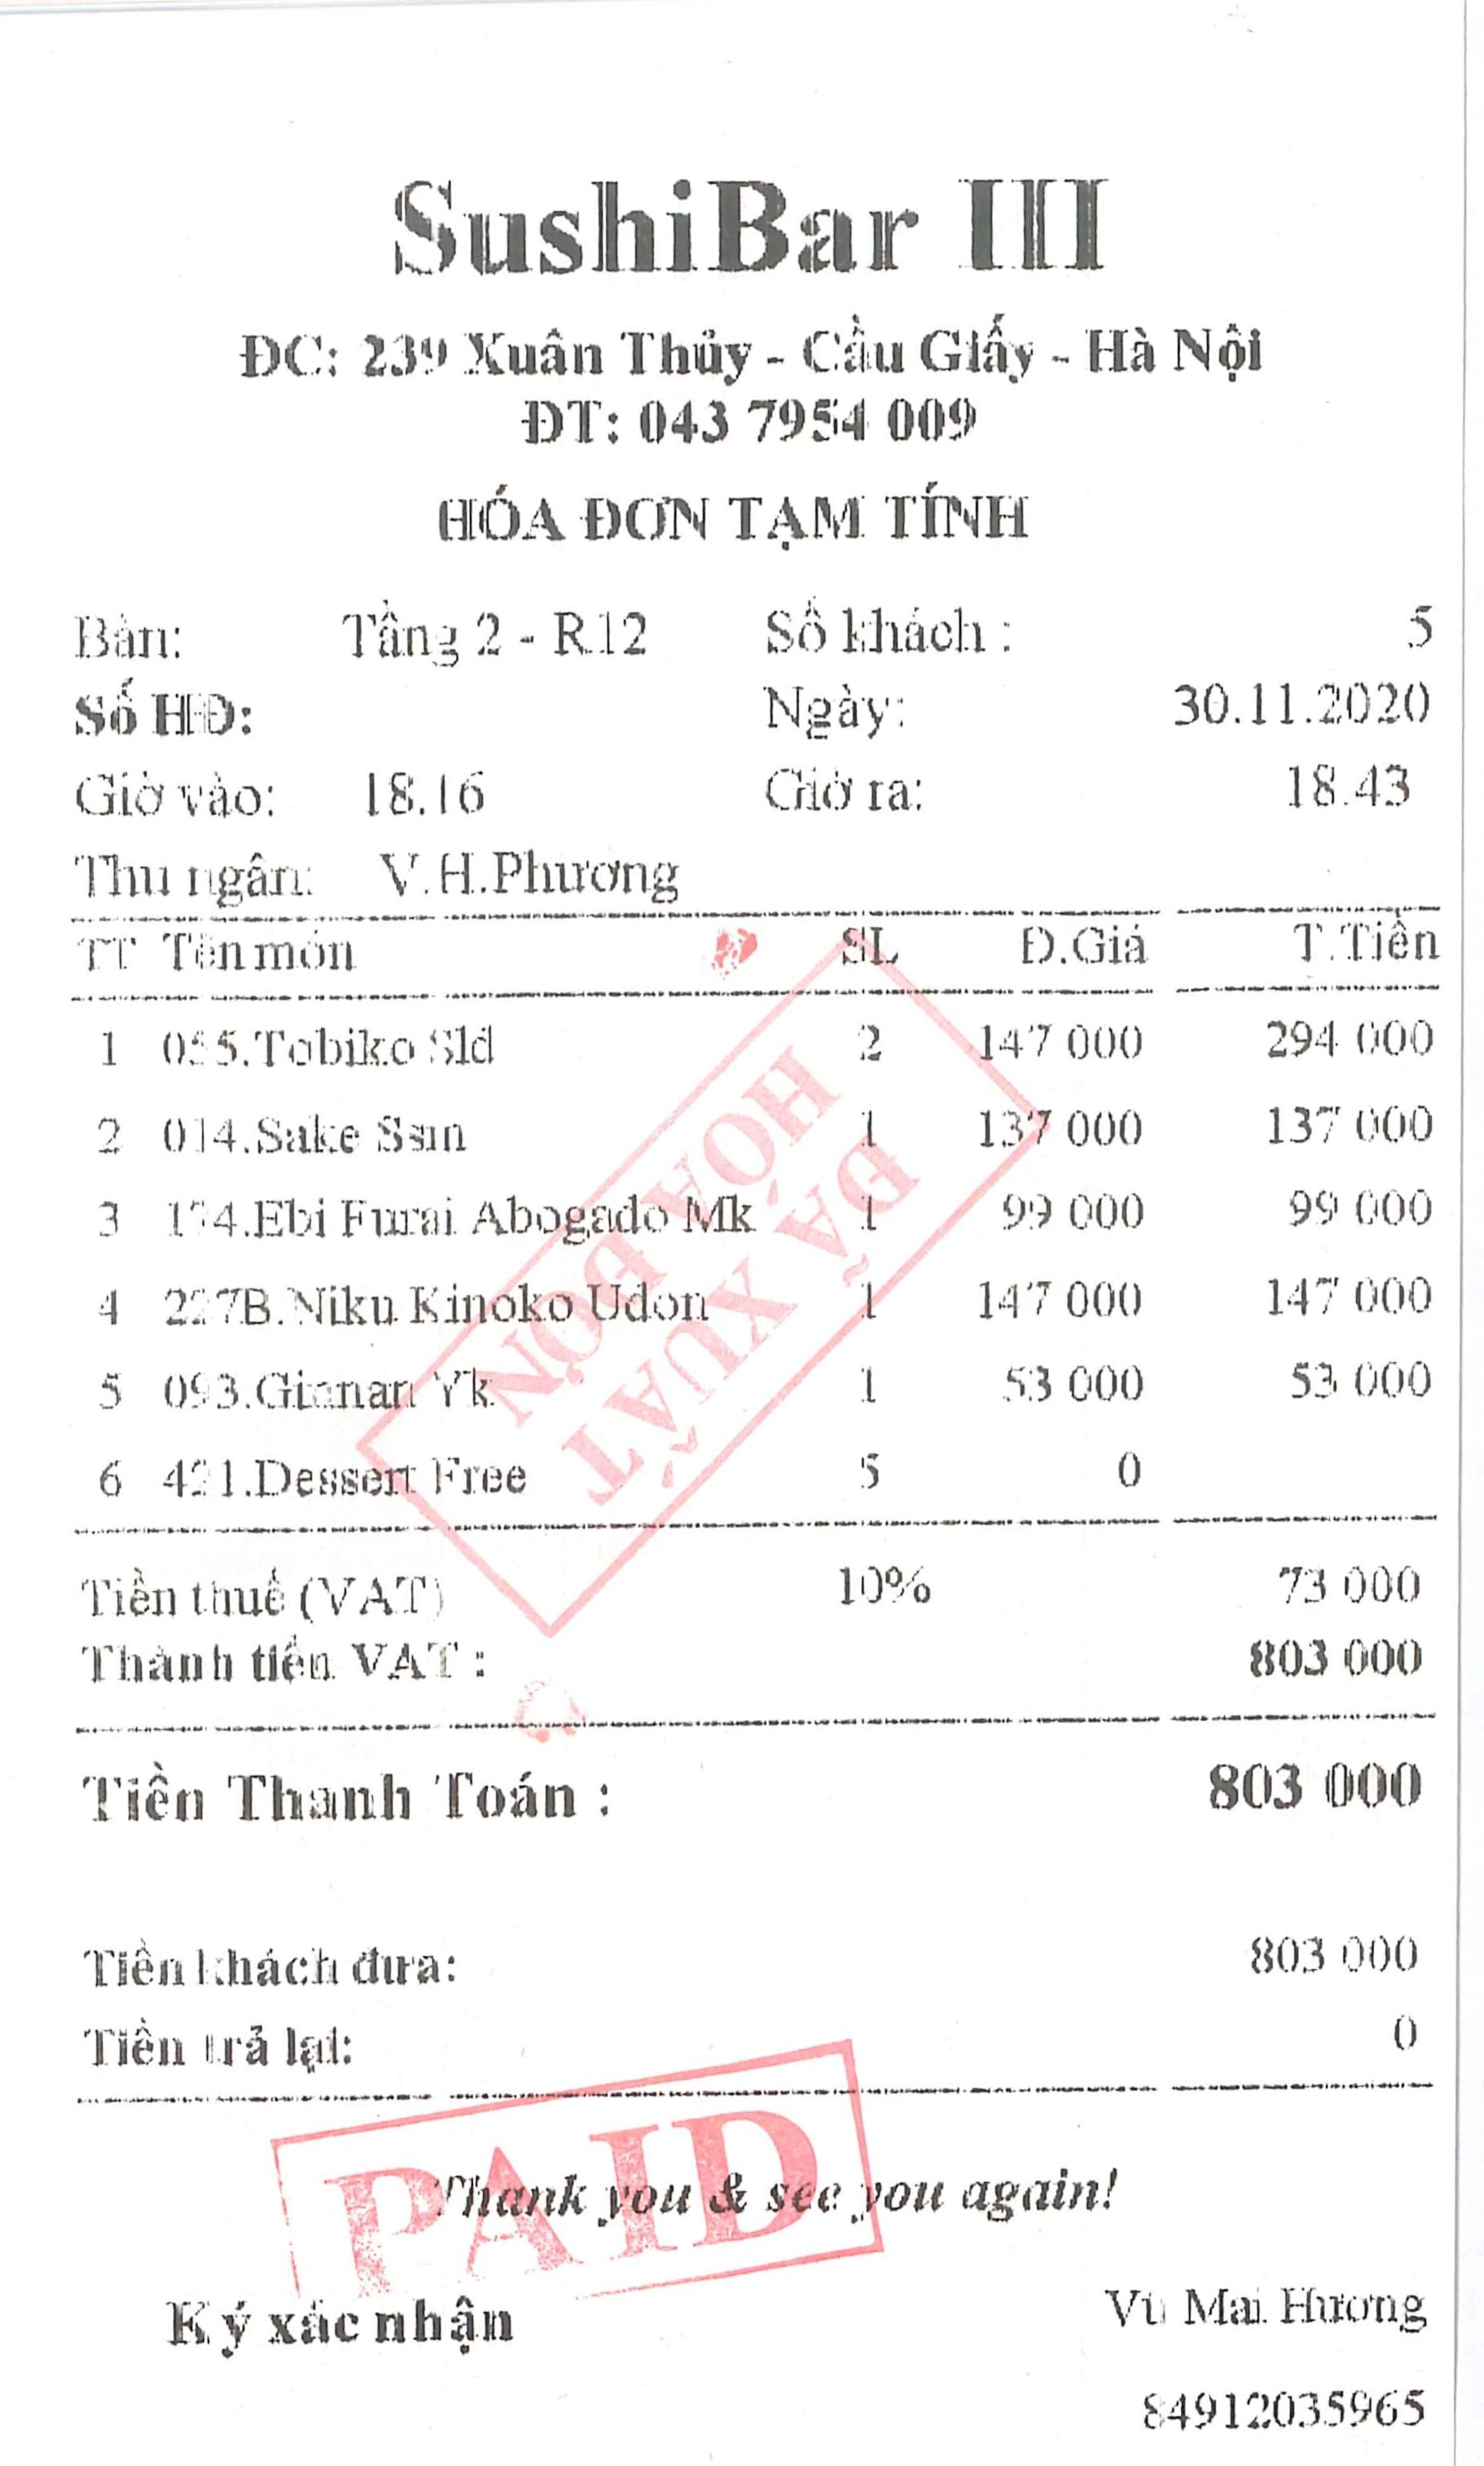 SushiBar III
ĐC: 239 Xuân Thủy - Cầu Giấy - Hà Nội
ĐT: 043 7954 009
HÓA ĐƠN TẠM TÍNH
Bàn: Tầng 2 - R12 Số khách : 5
Số HĐ: Ngày: 30.11.2020
Giờ vào: 18.16 Giờ ra: 18.43
Thu ngân: V.H.Phương
TT Tên món SL Đ.Giá T.Tiền
1 055.Tobiko Sld 2 147 000 294 000
2 014.Sake Ssm 1 137 000 137 000
3 174.Ebi Furai Abogado Mk 1 99 000 99 000
4 227B.Niku Kinoko Udon 1 147 000 147 000
5 093.Ginnan Yk 1 53 000 53 000
6 421.Dessert Free 5 0
ĐÃ XUẤT
HÓA ĐƠN
Tiền thuế (VAT) 10% 73 000
Thành tiền VAT : 803 000
Tiền Thanh Toán : 803 000
Tiền khách đưa: 803 000
Tiền trả lại: 0
PAID
Thank you & see you again!
Ký xác nhận Vũ Mai Hương
84912035965